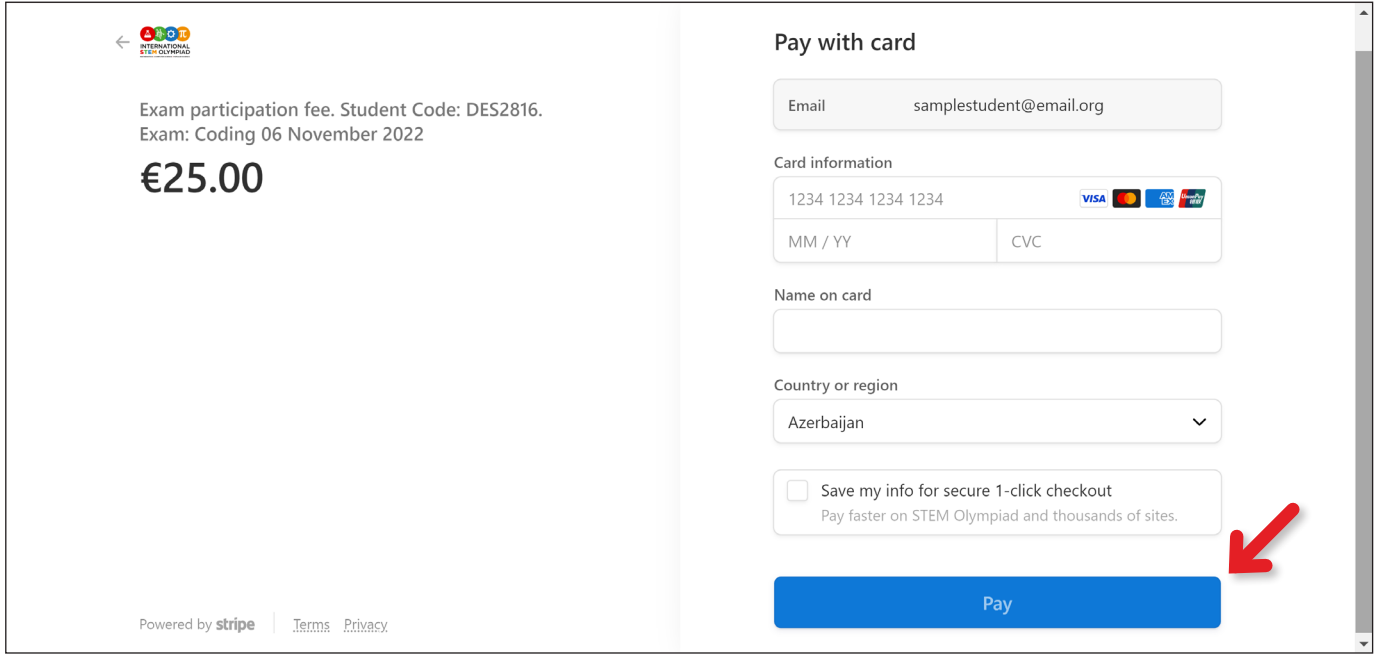 INTERNATIONAL
STEM OLYMPIAD
Exam participation fee. Student Code: DES2816.
Exam: Coding 06 November 2022
€25.00
Powered by stripe
Terms
Privacy
Pay with card
Email
samplestudent@email.org
Card information
1234 1234 1234 1234
VISA
AM
EX
UnionPay
MM / YY
CVC
Name on card
Country or region
Azerbaijan
Save my info for secure 1-click checkout
Pay faster on STEM Olympiad and thousands of sites.
Pay